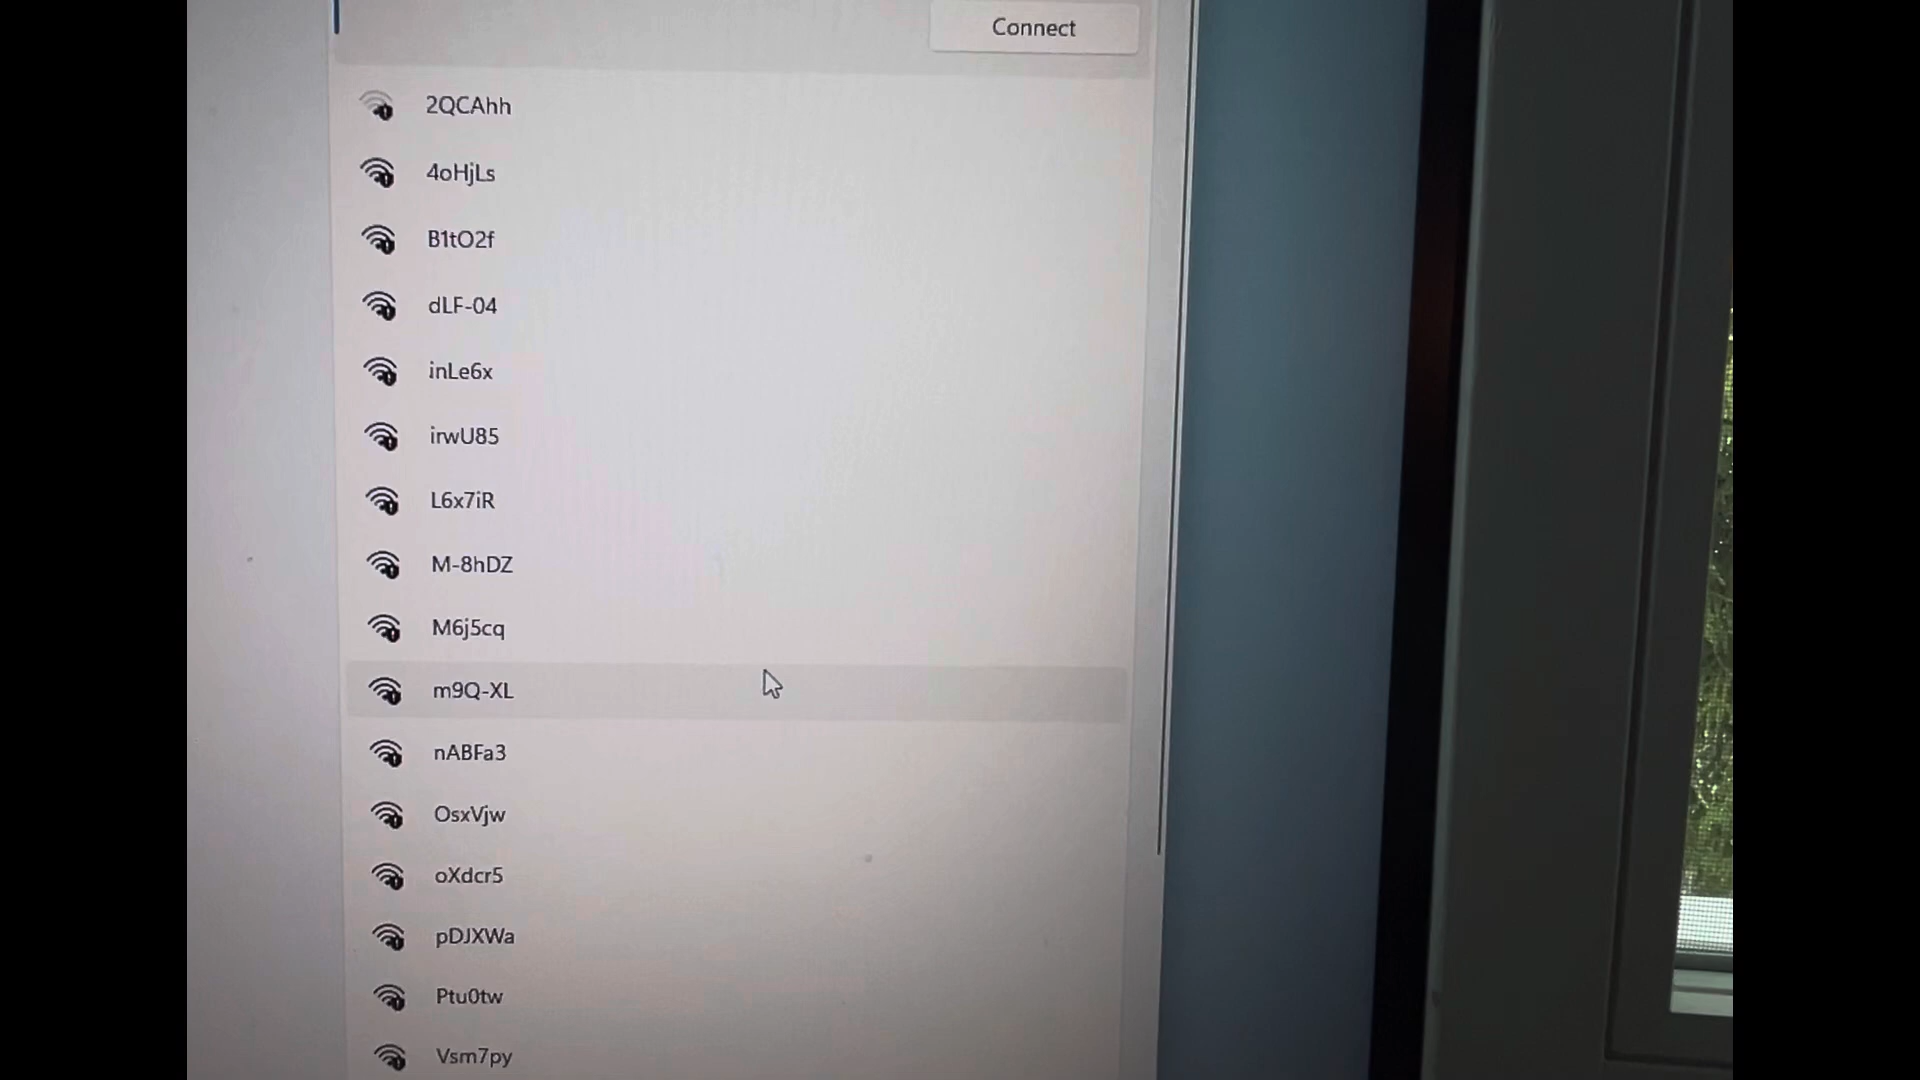 Connect
2QCAhh
4oHjLs
B1tO2f
dLF-04
inLe6x
irwU85
L6x7iR
M-8hDZ
M6j5cq
m9Q-XL
nABFa3
OsxVjw
oXdcr5
pDJXWa
Ptu0tw
Vsm7py